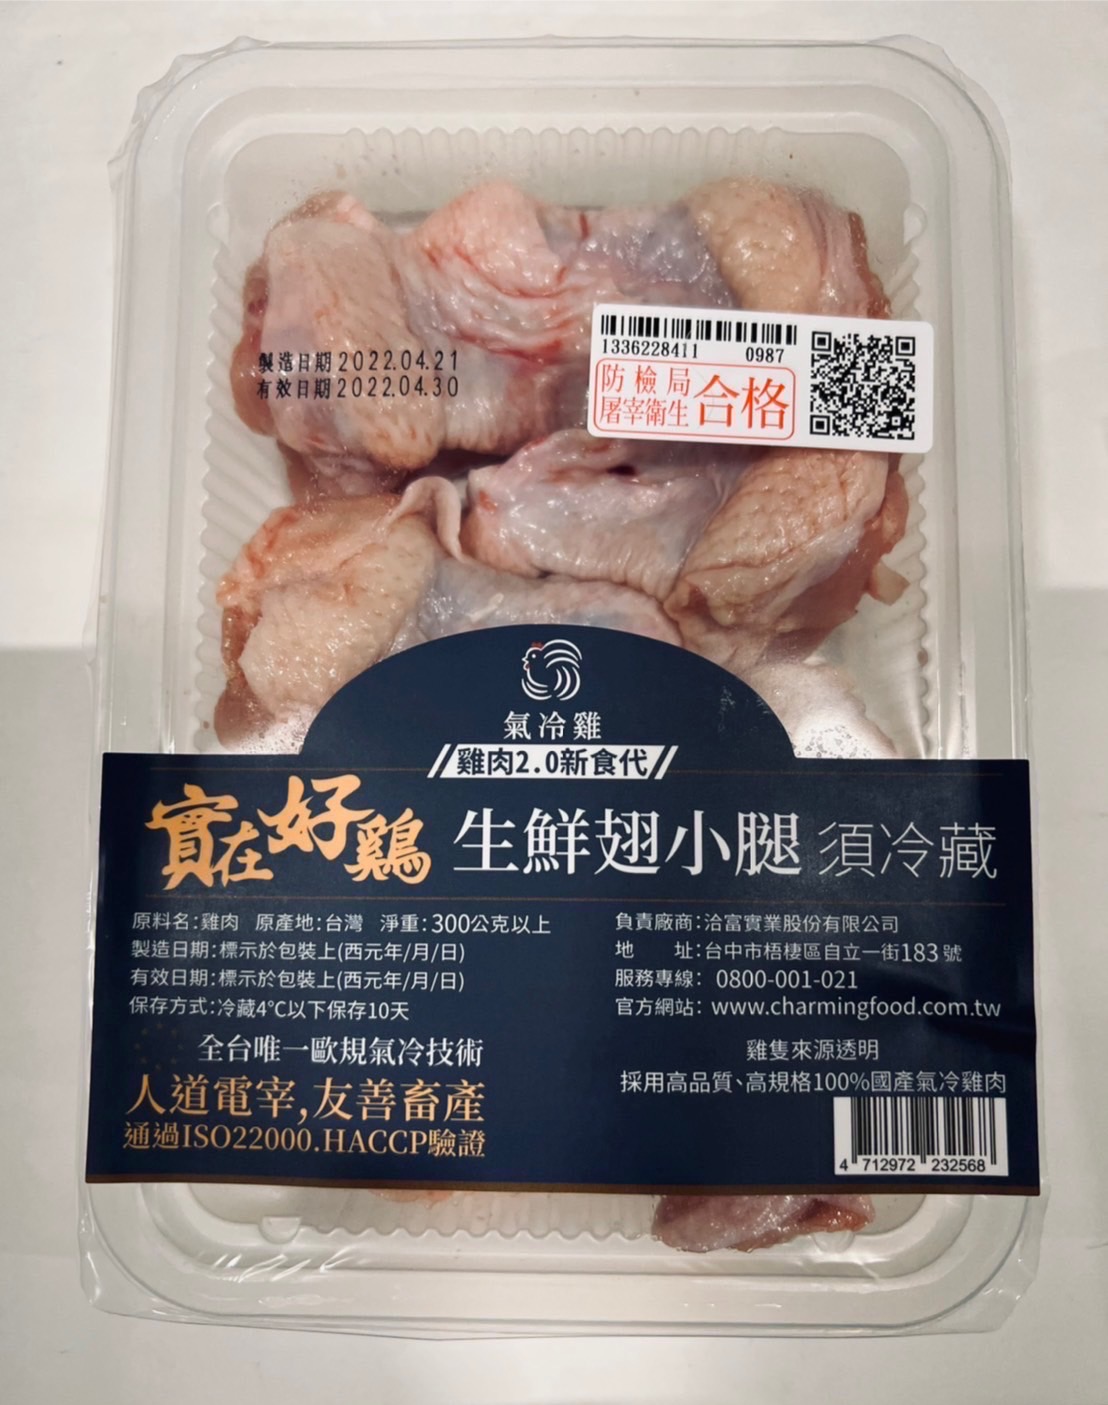 製造日期 2022.04.21
有效日期 2022.04.30
1336228411 0987
防檢局
屠宰衛生
合格
氣冷雞
雞肉2.0新食代
實在好鷄 生鮮翅小腿 須冷藏
原料名:雞肉 原產地:台灣 淨重:300公克以上
製造日期:標示於包裝上(西元年/月/日)
有效日期:標示於包裝上(西元年/月/日)
保存方式:冷藏4℃以下保存10天
全台唯一歐規氣冷技術
人道電宰,友善畜產
通過ISO22000.HACCP驗證
負責廠商:洽富實業股份有限公司
地 址:台中市梧棲區自立一街183號
服務專線: 0800-001-021
官方網站: www.charmingfood.com.tw
雞隻來源透明
採用高品質、高規格100%國產氣冷雞肉
4 712972 232568